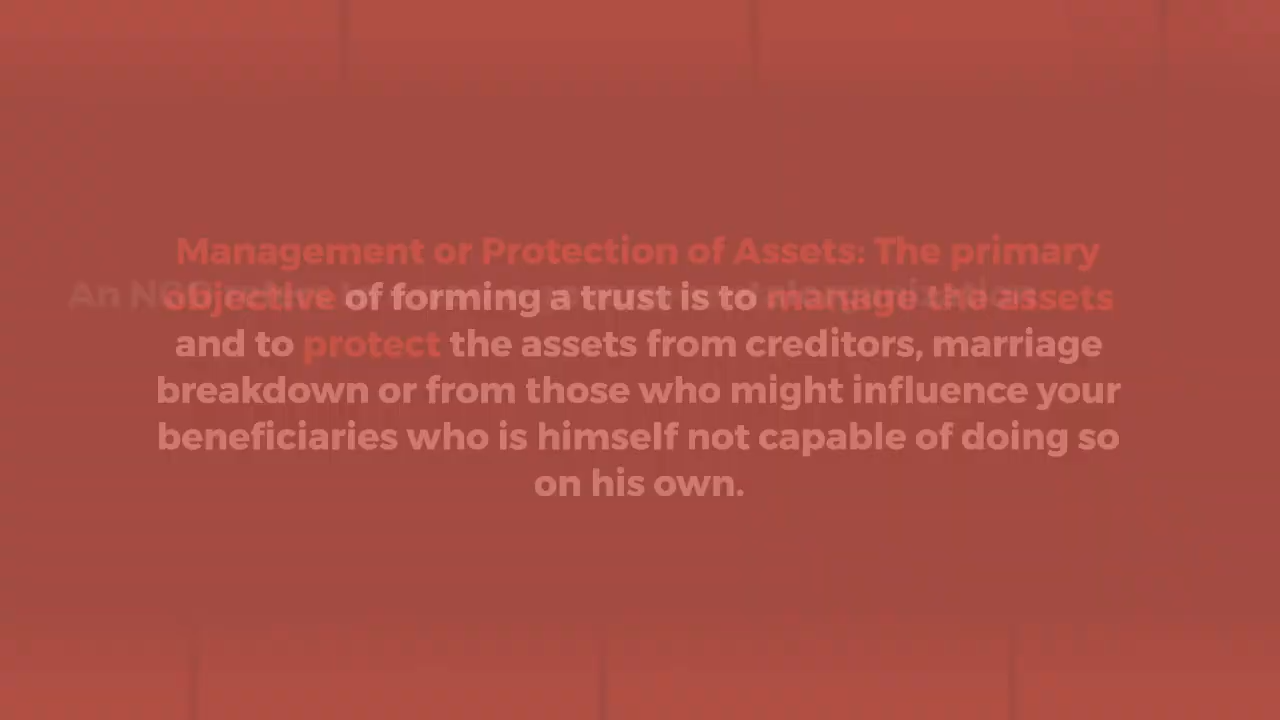 Management or Protection of Assets: The primary
objective of forming a trust is to manage the assets
and to protect the assets from creditors, marriage
breakdown or from those who might influence your
beneficiaries who is himself not capable of doing so
on his own.
An